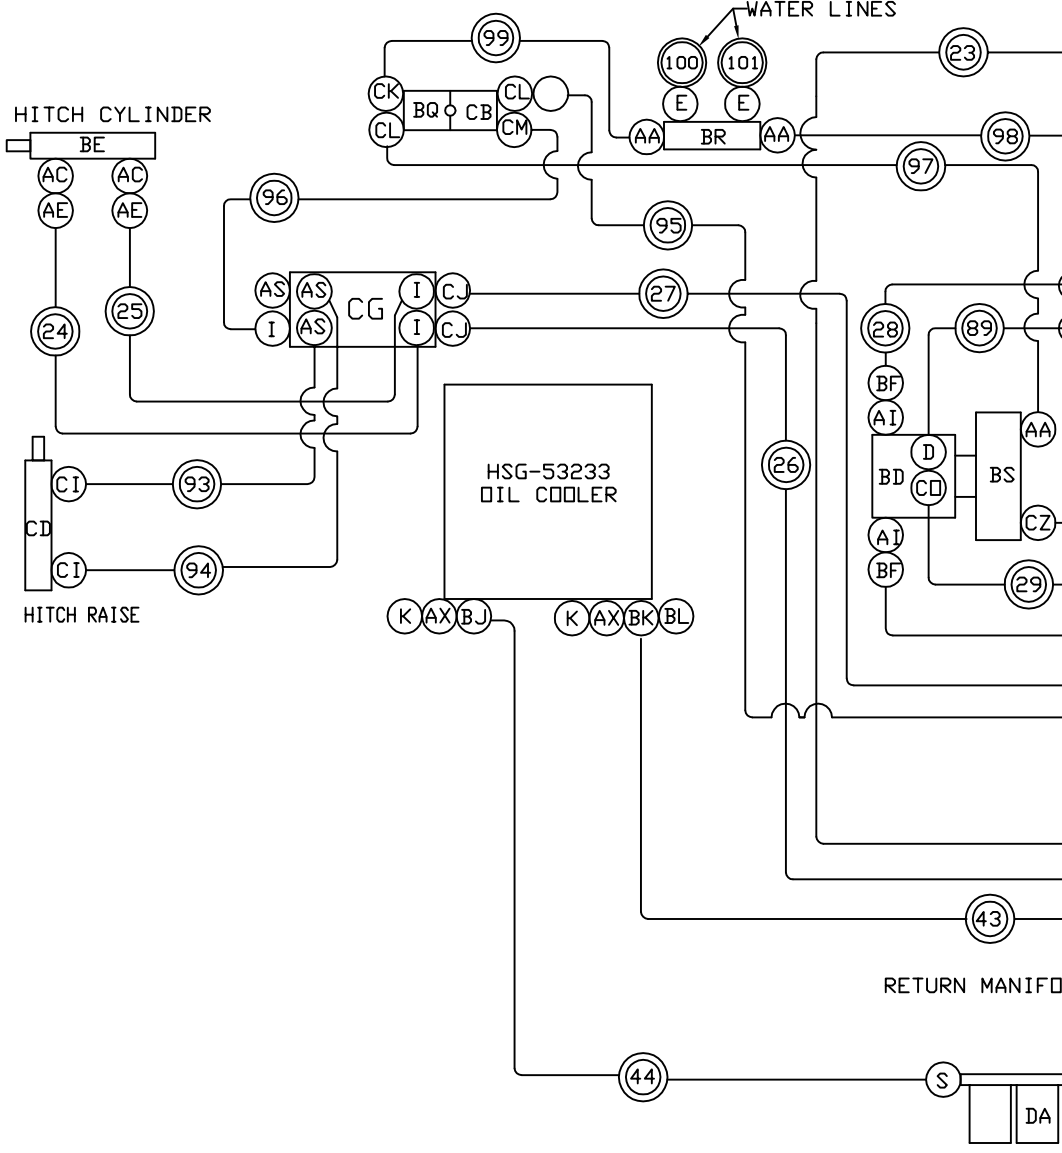 WATER LINES
99
23
100
101
CK
CL
BQ
CB
E
E
HITCH CYLINDER
CL
CM
AA
BR
AA
98
BE
97
AC
AC
96
AE
AE
95
AS
AS
CG
I
CJ
27
25
24
I
AS
I
CJ
28
89
BF
AI
AA
D
26
HSG-53233
BD
BS
CI
93
CO
OIL COOLER
CD
CZ
AI
CI
94
BF
29
HITCH RAISE
K
AX
BJ
K
AX
BK
BL
43
RETURN MANIFO
44
S
DA